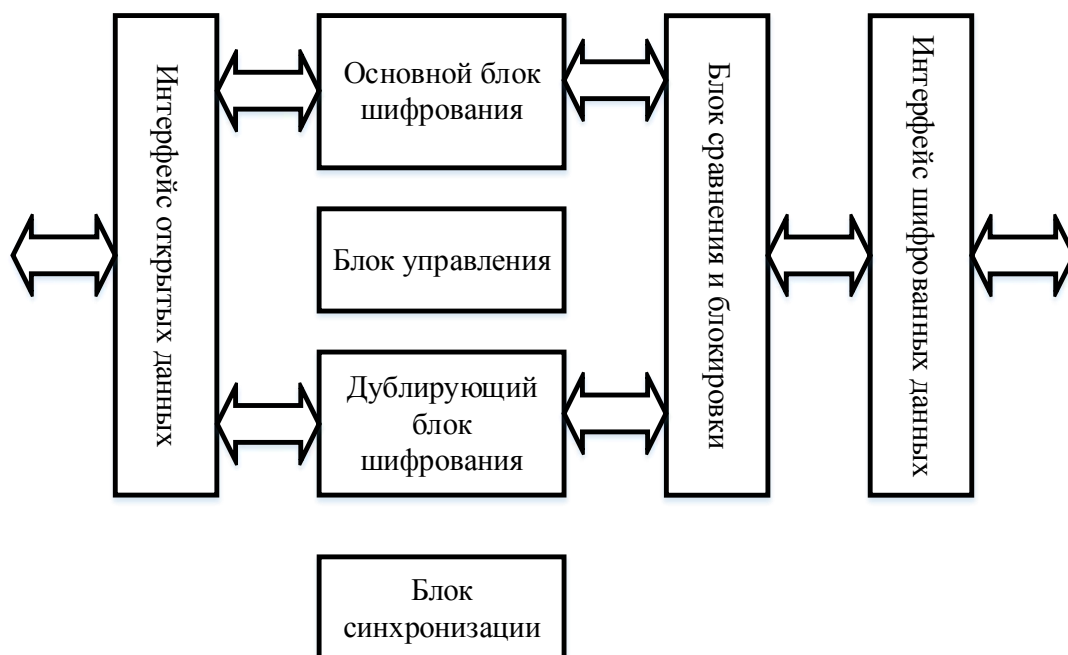 Интерфейс открытых данных
Основной блок
шифрования
Блок управления
Дублирующий
блок
шифрования
Блок
синхронизации
Блок сравнения и блокировки
Интерфейс шифрованных данных